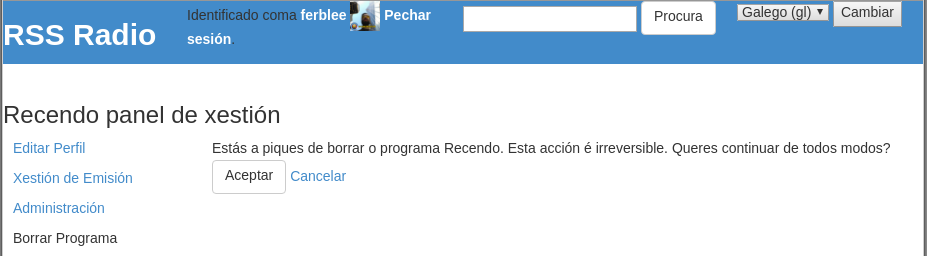 RSS Radio
Identificado coma ferblee Pechar
sesión
Procura
Galego (gl)
Cambiar
Recendo panel de xestión
Editar Perfil
Xestión de Emisión
Administración
Borrar Programa
Estás a piques de borrar o programa Recendo. Esta acción é irreversible. Queres continuar de todos modos?
Aceptar Cancelar